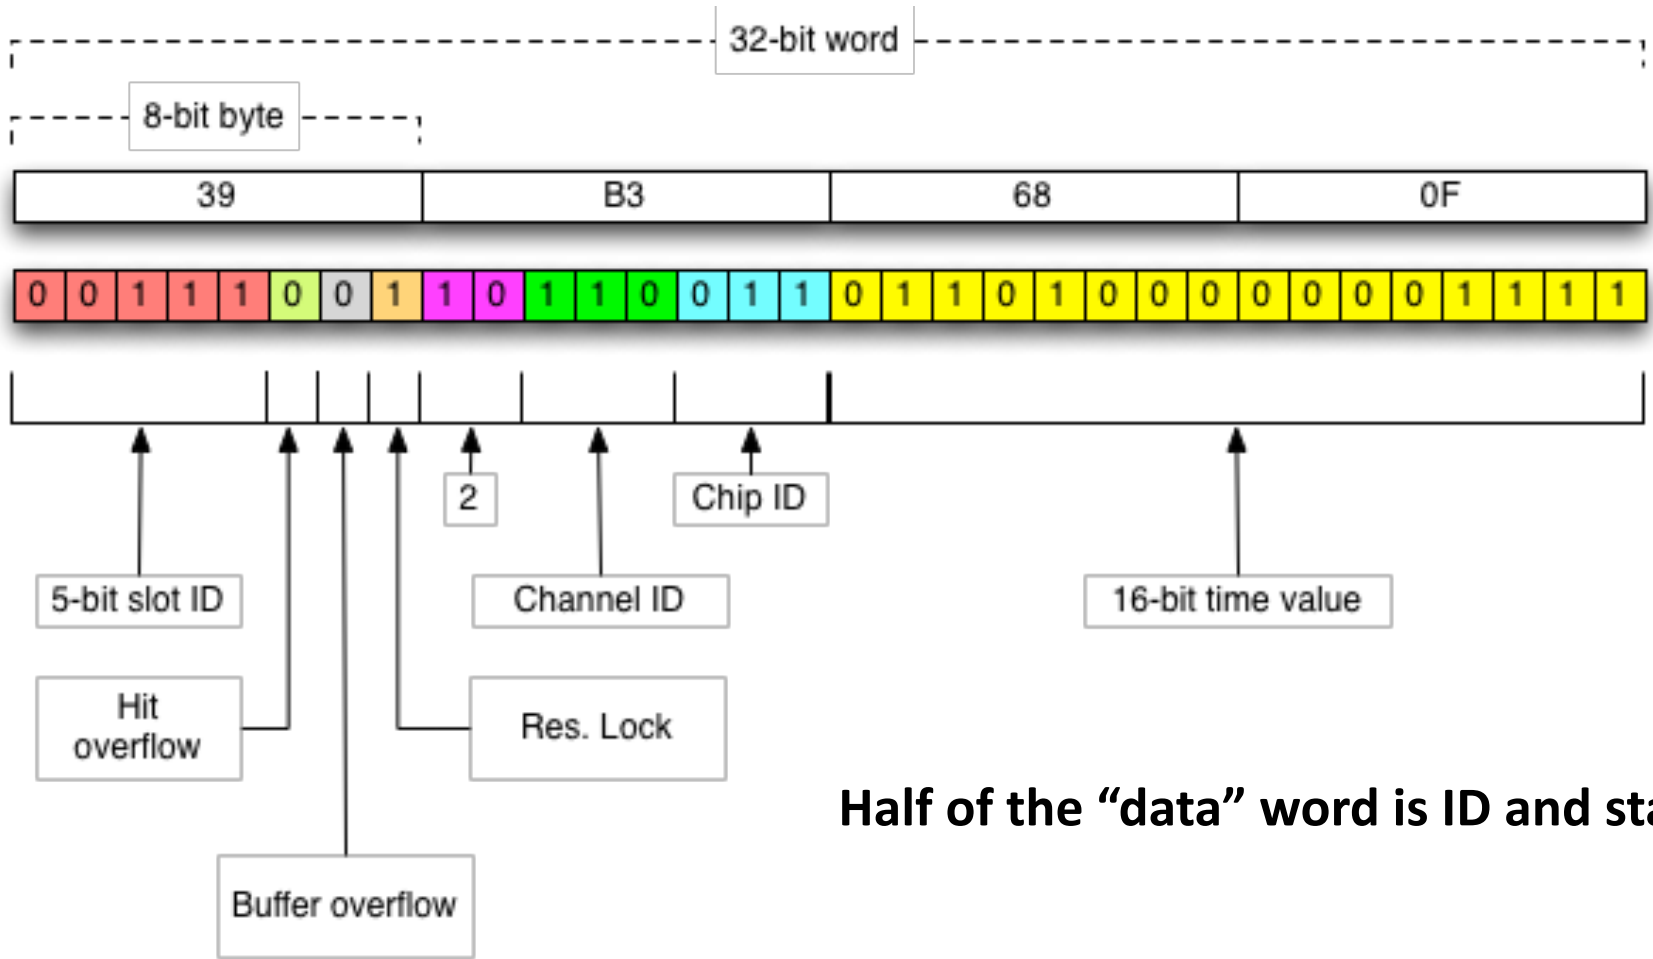 32-bit word
8-bit byte
39 B3 68 0F
0 0 1 1 1 0 0 1 1 0 1 1 0 0 1 1 0 1 1 0 1 0 0 0 0 0 0 0 1 1 1 1
2
Chip ID
5-bit slot ID
Channel ID
16-bit time value
Hit
overflow
Res. Lock
Half of the “data” word is ID and sta
Buffer overflow